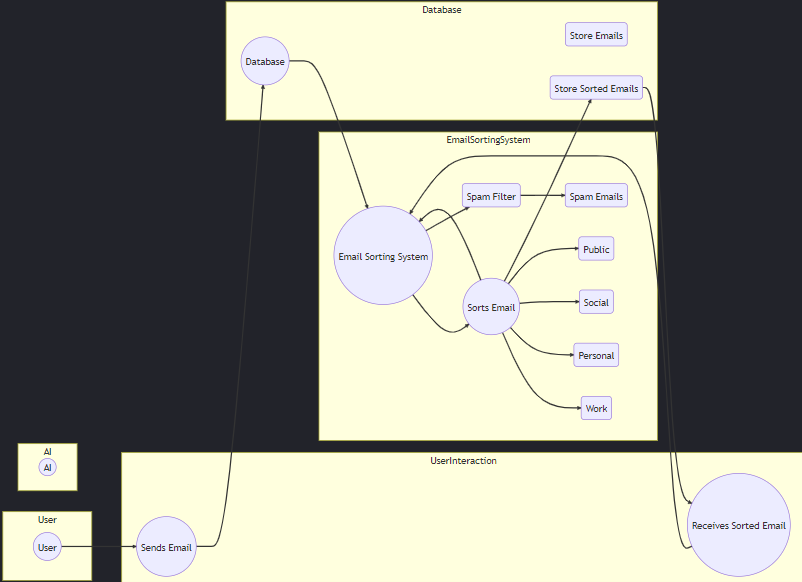 Database
Store Emails
Database
Store Sorted Emails
EmailSortingSystem
Spam Filter
Spam Emails
Email Sorting System
Public
Sorts Email
Social
Personal
Work
AI
AI
UserInteraction
User
User
Sends Email
Receives Sorted Email